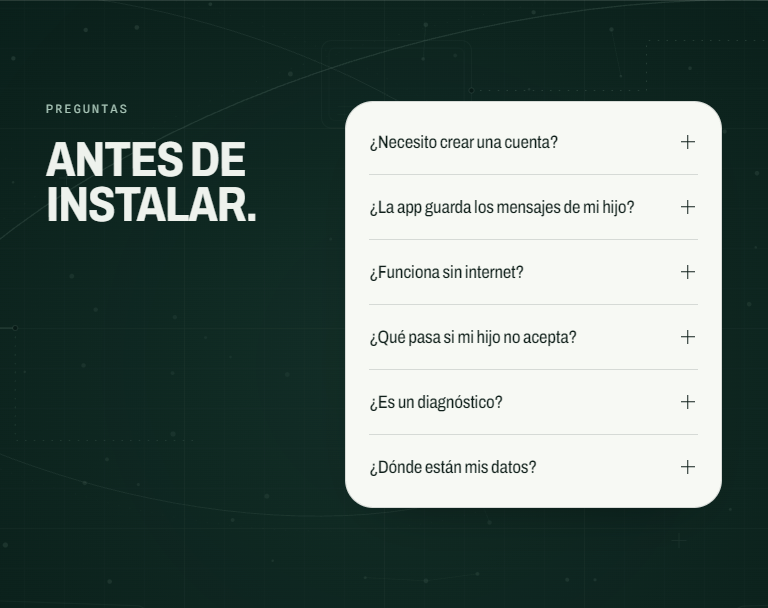 PREGUNTAS
ANTES DE
INSTALAR.
¿Necesito crear una cuenta?
¿La app guarda los mensajes de mi hijo?
¿Funciona sin internet?
¿Qué pasa si mi hijo no acepta?
¿Es un diagnóstico?
¿Dónde están mis datos?